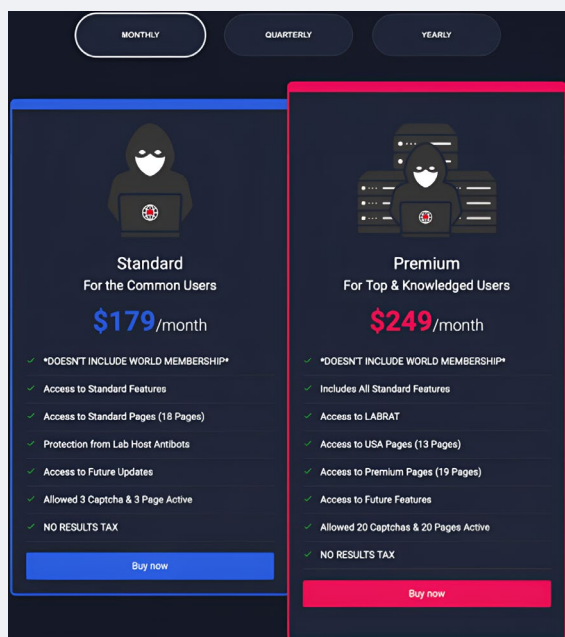 MONTHLY
QUARTERLY
YEARLY
Standard
For the Common Users
$179/month
*DOESN'T INCLUDE WORLD MEMBERSHIP*
Access to Standard Features
Access to Standard Pages (18 Pages)
Protection from Lab Host Antibots
Access to Future Updates
Allowed 3 Captcha & 3 Page Active
NO RESULTS TAX
Buy now
Premium
For Top & Knowledged Users
$249/month
*DOESN'T INCLUDE WORLD MEMBERSHIP*
Includes All Standard Features
Access to LABRAT
Access to USA Pages (13 Pages)
Access to Premium Pages (19 Pages)
Access to Future Features
Allowed 20 Captchas & 20 Pages Active
NO RESULTS TAX
Buy now